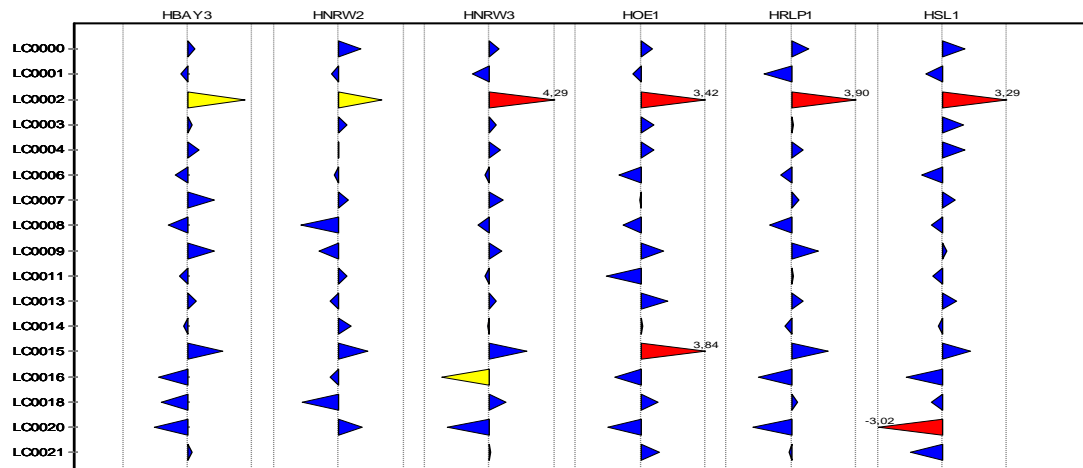 HBAY3 HNRW2 HNRW3 HOE1 HRLP1 HSL1
LC0000
LC0001
LC0002 4,29 3,42 3,90 3,29
LC0003
LC0004
LC0006
LC0007
LC0008
LC0009
LC0011
LC0013
LC0014
LC0015 3,84
LC0016
LC0018
LC0020 -3,02
LC0021